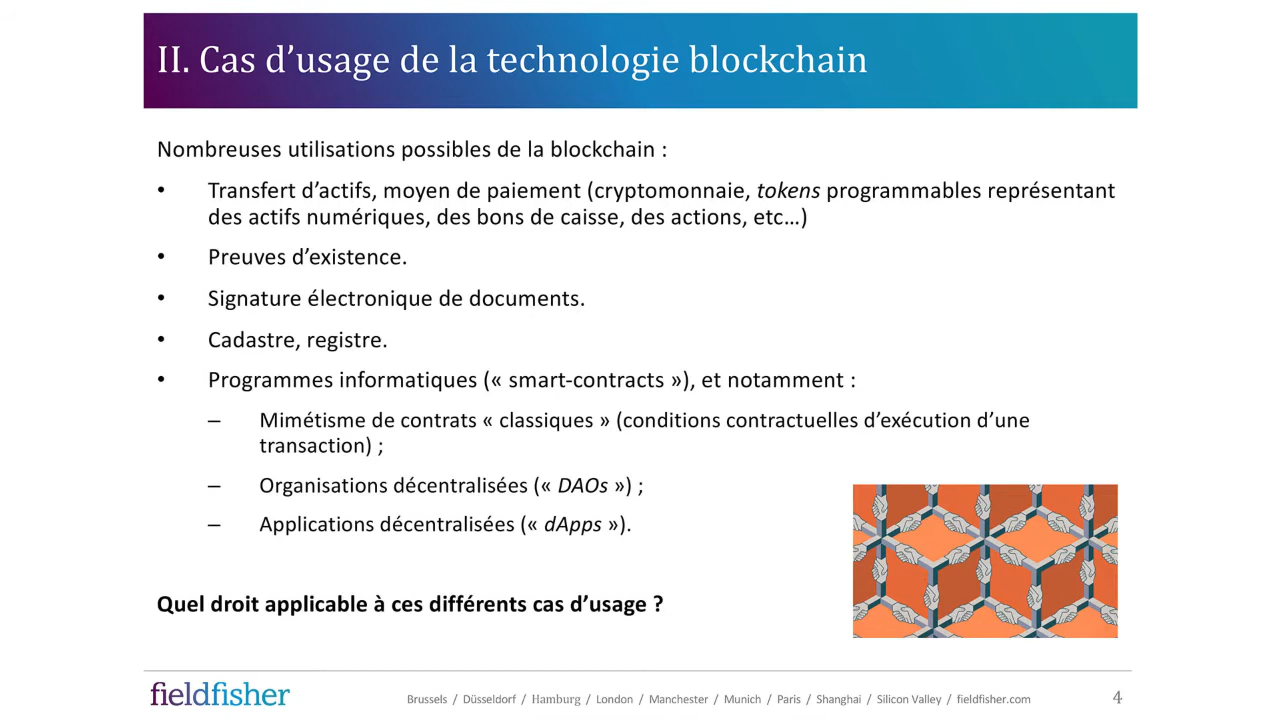 II. Cas d’usage de la technologie blockchain
Nombreuses utilisations possibles de la blockchain :
• Transfert d’actifs, moyen de paiement (cryptomonnaie, tokens programmables représentant
des actifs numériques, des bons de caisse, des actions, etc…)
• Preuves d’existence.
• Signature électronique de documents.
• Cadastre, registre.
• Programmes informatiques (« smart-contracts »), et notamment :
– Mimétisme de contrats « classiques » (conditions contractuelles d’exécution d’une
transaction) ;
– Organisations décentralisées (« DAOs ») ;
– Applications décentralisées (« dApps »).
Quel droit applicable à ces différents cas d’usage ?
fieldfisher
Brussels / Düsseldorf / Hamburg / London / Manchester / Munich / Paris / Shanghai / Silicon Valley / fieldfisher.com
4